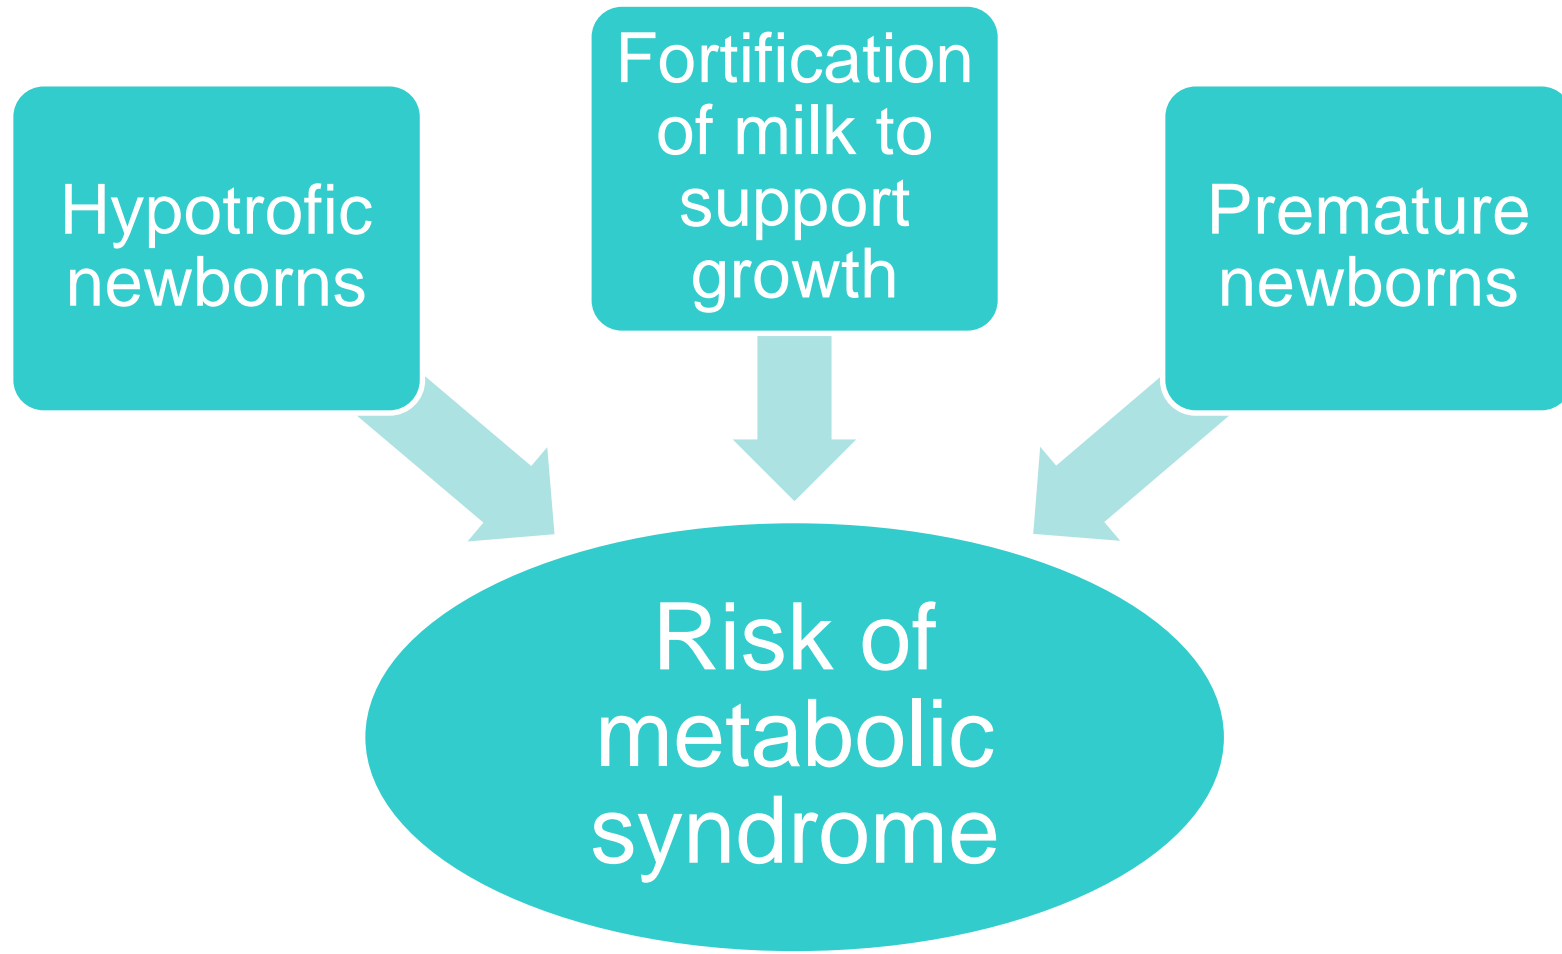 Hypotrofic
newborns
Fortification
of milk to
support
growth
Premature
newborns
Risk of
metabolic
syndrome